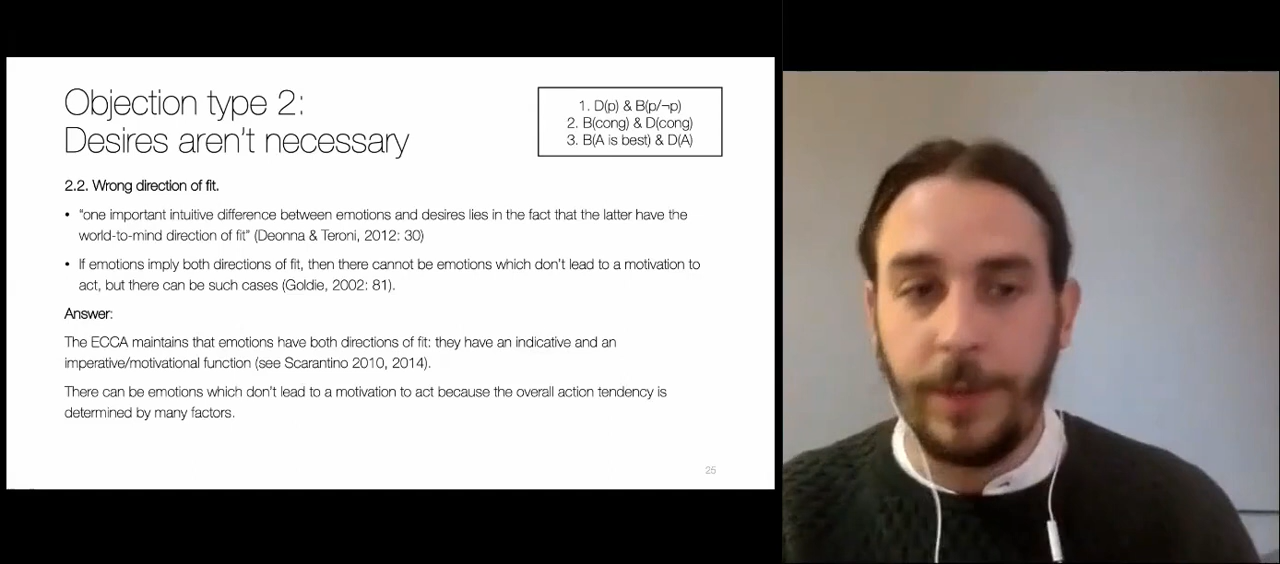 Objection type 2:
Desires aren't necessary
1. D(p) & B(p/¬p)
2. B(cong) & D(cong)
3. B(A is best) & D(A)
2.2. Wrong direction of fit.
• "one important intuitive difference between emotions and desires lies in the fact that the latter have the
world-to-mind direction of fit" (Deonna & Teroni, 2012: 30)
• If emotions imply both directions of fit, then there cannot be emotions which don't lead to a motivation to
act, but there can be such cases (Goldie, 2002: 81).
Answer:
The ECCA maintains that emotions have both directions of fit: they have an indicative and an
imperative/motivational function (see Scarantino 2010, 2014).
There can be emotions which don't lead to a motivation to act because the overall action tendency is
determined by many factors.
25